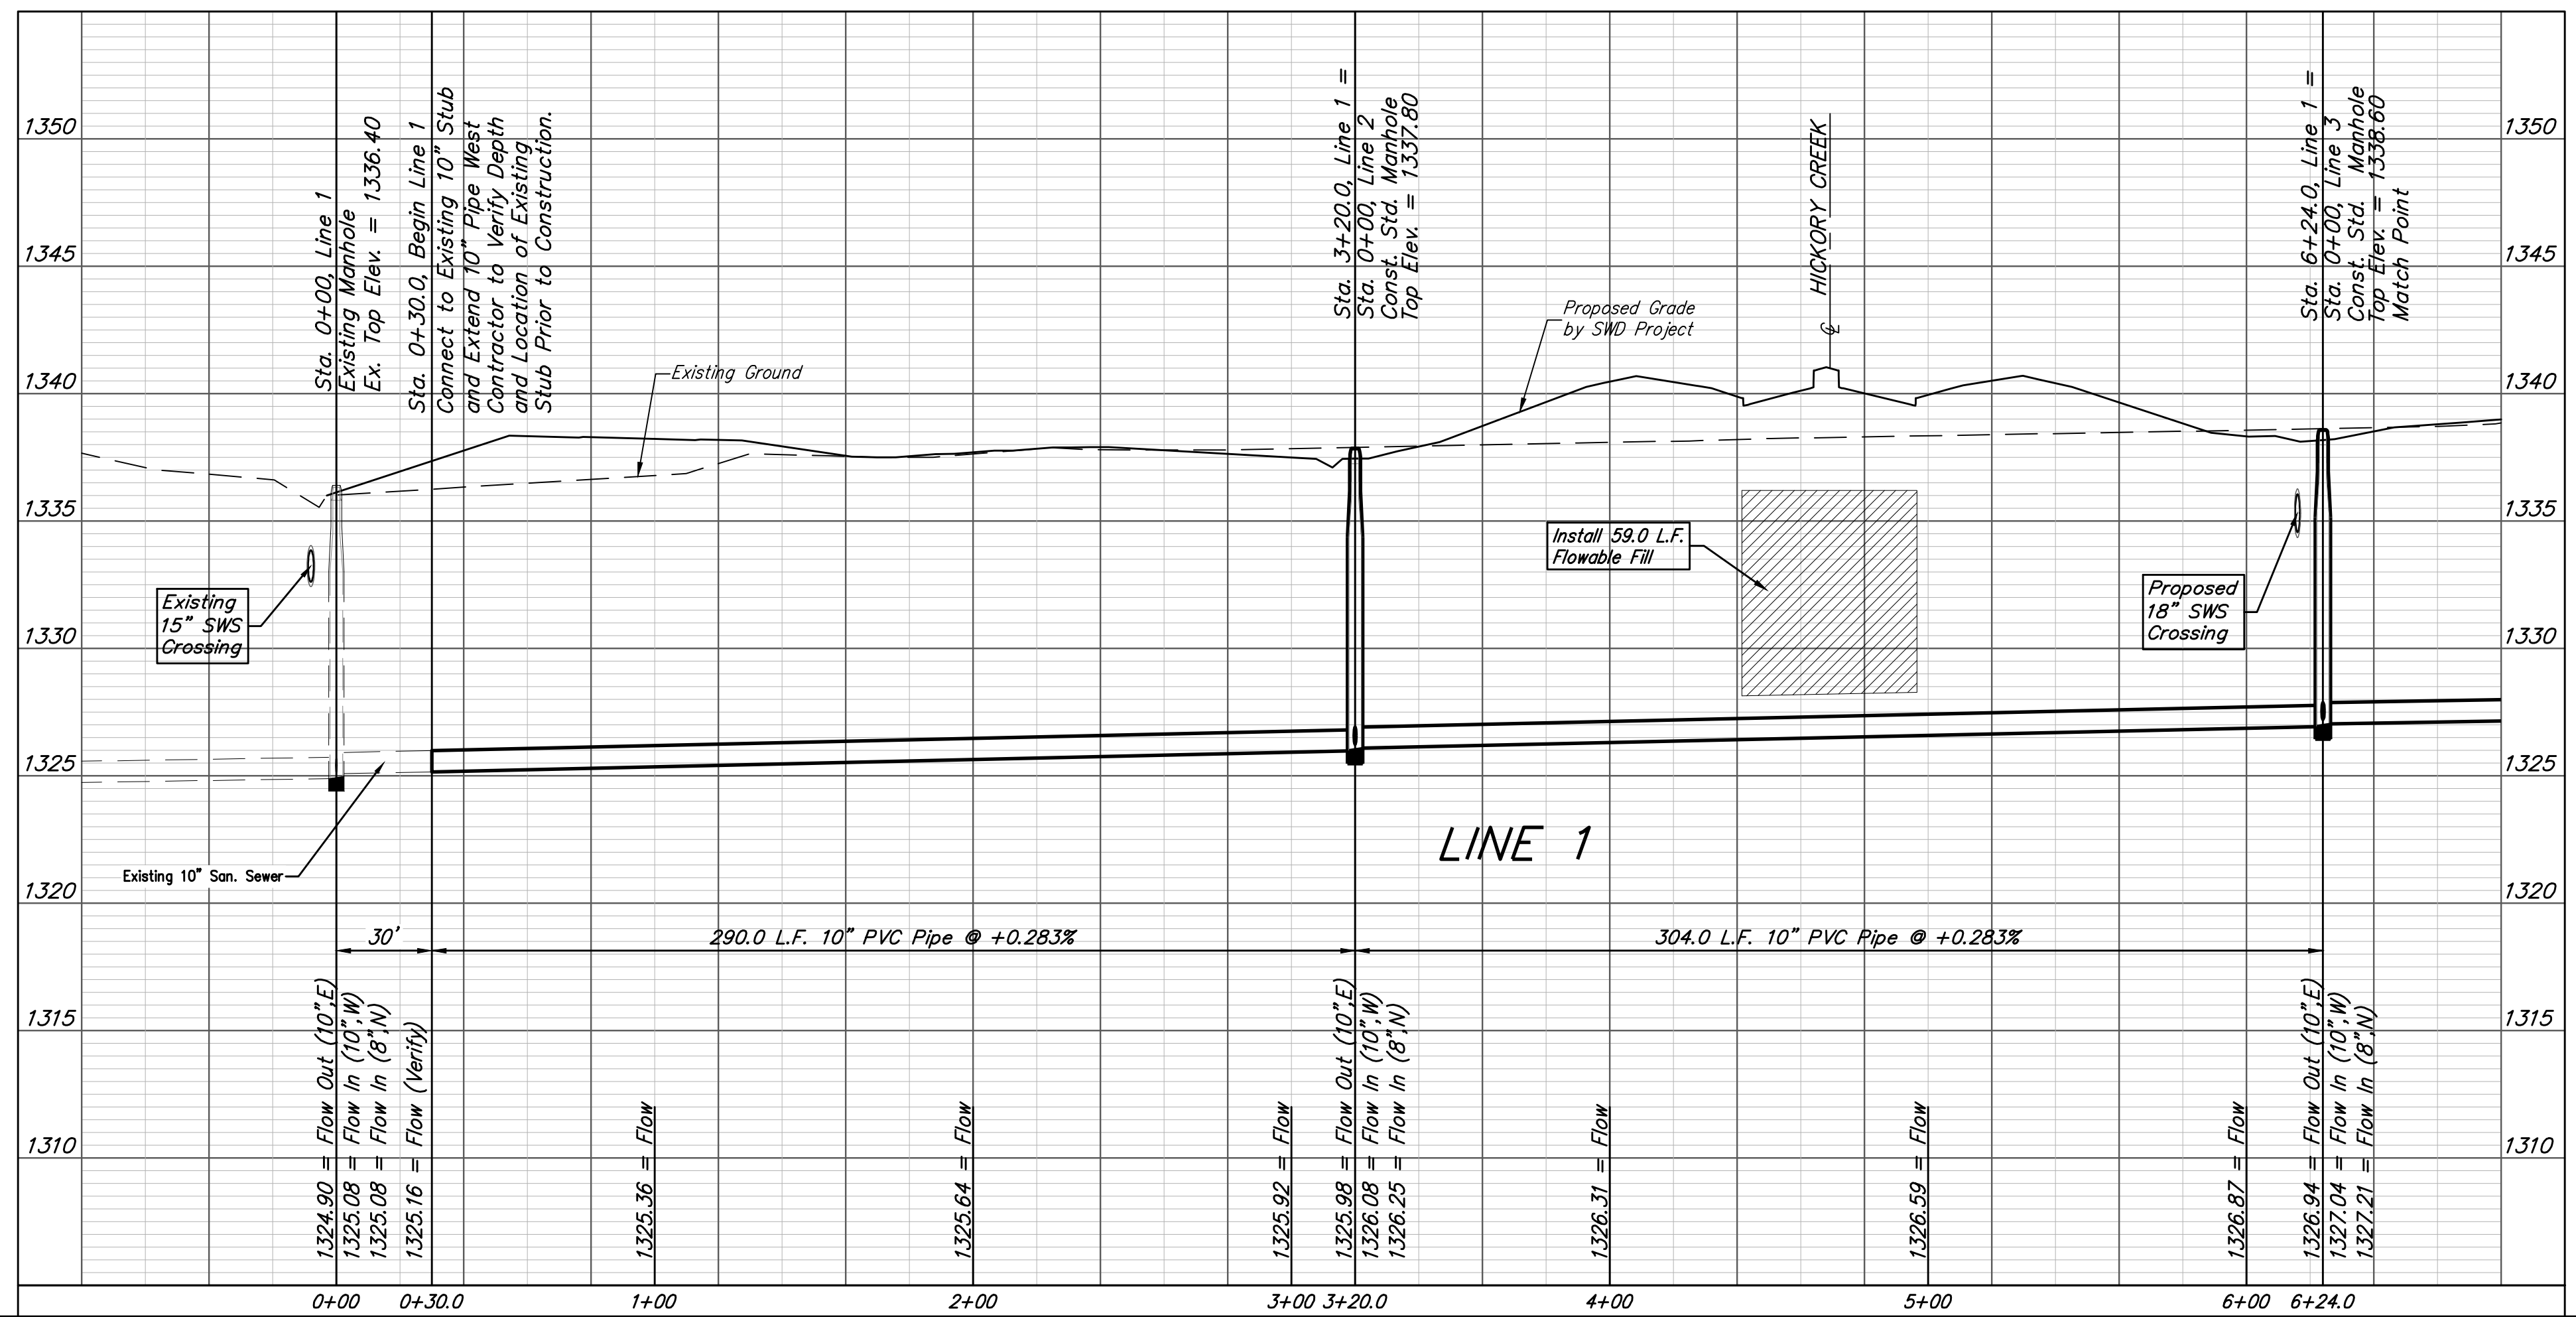 1350
1345
1340
1335
1330
1325
1320
1315
1310
Sta. 0+00, Line 1
Existing Manhole
Ex. Top Elev. = 1336.40
Sta. 0+30.0, Begin Line 1
Connect to Existing 10" Stub
and Extend 10" Pipe West
Contractor to Verify Depth
and Location of Existing
Stub Prior to Construction.
Existing Ground
Sta. 3+20.0, Line 1 =
Sta. 0+00, Line 2
Const. Std. Manhole
Top Elev. = 1337.80
Proposed Grade
by SWD Project
HICKORY CREEK
℄
Sta. 6+24.0, Line 1 =
Sta. 0+00, Line 3
Const. Std. Manhole
Top Elev. = 1338.60
Match Point
1350
1345
1340
1335
1330
1325
1320
1315
1310
Existing
15" SWS
Crossing
Install 59.0 L.F.
Flowable Fill
Proposed
18" SWS
Crossing
Existing 10" San. Sewer
LINE 1
30'
290.0 L.F. 10" PVC Pipe @ +0.283%
304.0 L.F. 10" PVC Pipe @ +0.283%
1324.90 = Flow Out (10",E)
1325.08 = Flow In (10",W)
1325.08 = Flow In (8",N)
1325.16 = Flow (Verify)
1325.36 = Flow
1325.64 = Flow
1325.92 = Flow
1325.98 = Flow Out (10",E)
1326.08 = Flow In (10",W)
1326.25 = Flow In (8",N)
1326.31 = Flow
1326.59 = Flow
1326.87 = Flow
1326.94 = Flow Out (10",E)
1327.04 = Flow In (10",W)
1327.21 = Flow In (8",N)
0+00 0+30.0 1+00 2+00 3+00 3+20.0 4+00 5+00 6+00 6+24.0